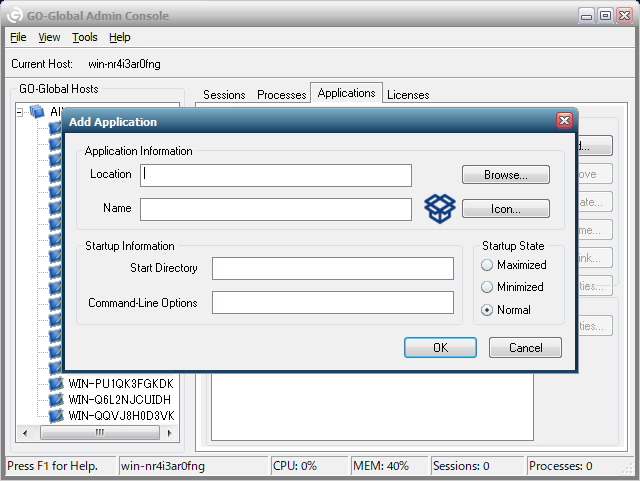 GO-Global Admin Console
File View Tools Help
Current Host: win-nr4i3ar0fng
GO-Global Hosts
Sessions Processes Applications Licenses
All
Add Application
Application Information
Location
Browse...
Name
Icon...
Startup Information
Start Directory
Command-Line Options
Startup State
Maximized
Minimized
Normal
OK
Cancel
WIN-PU1QK3FGKDK
WIN-Q6L2NJCUIDH
WIN-QQVJ8H0D3VK
Press F1 for Help. win-nr4i3ar0fng CPU: 0% MEM: 40% Sessions: 0 Processes: 0